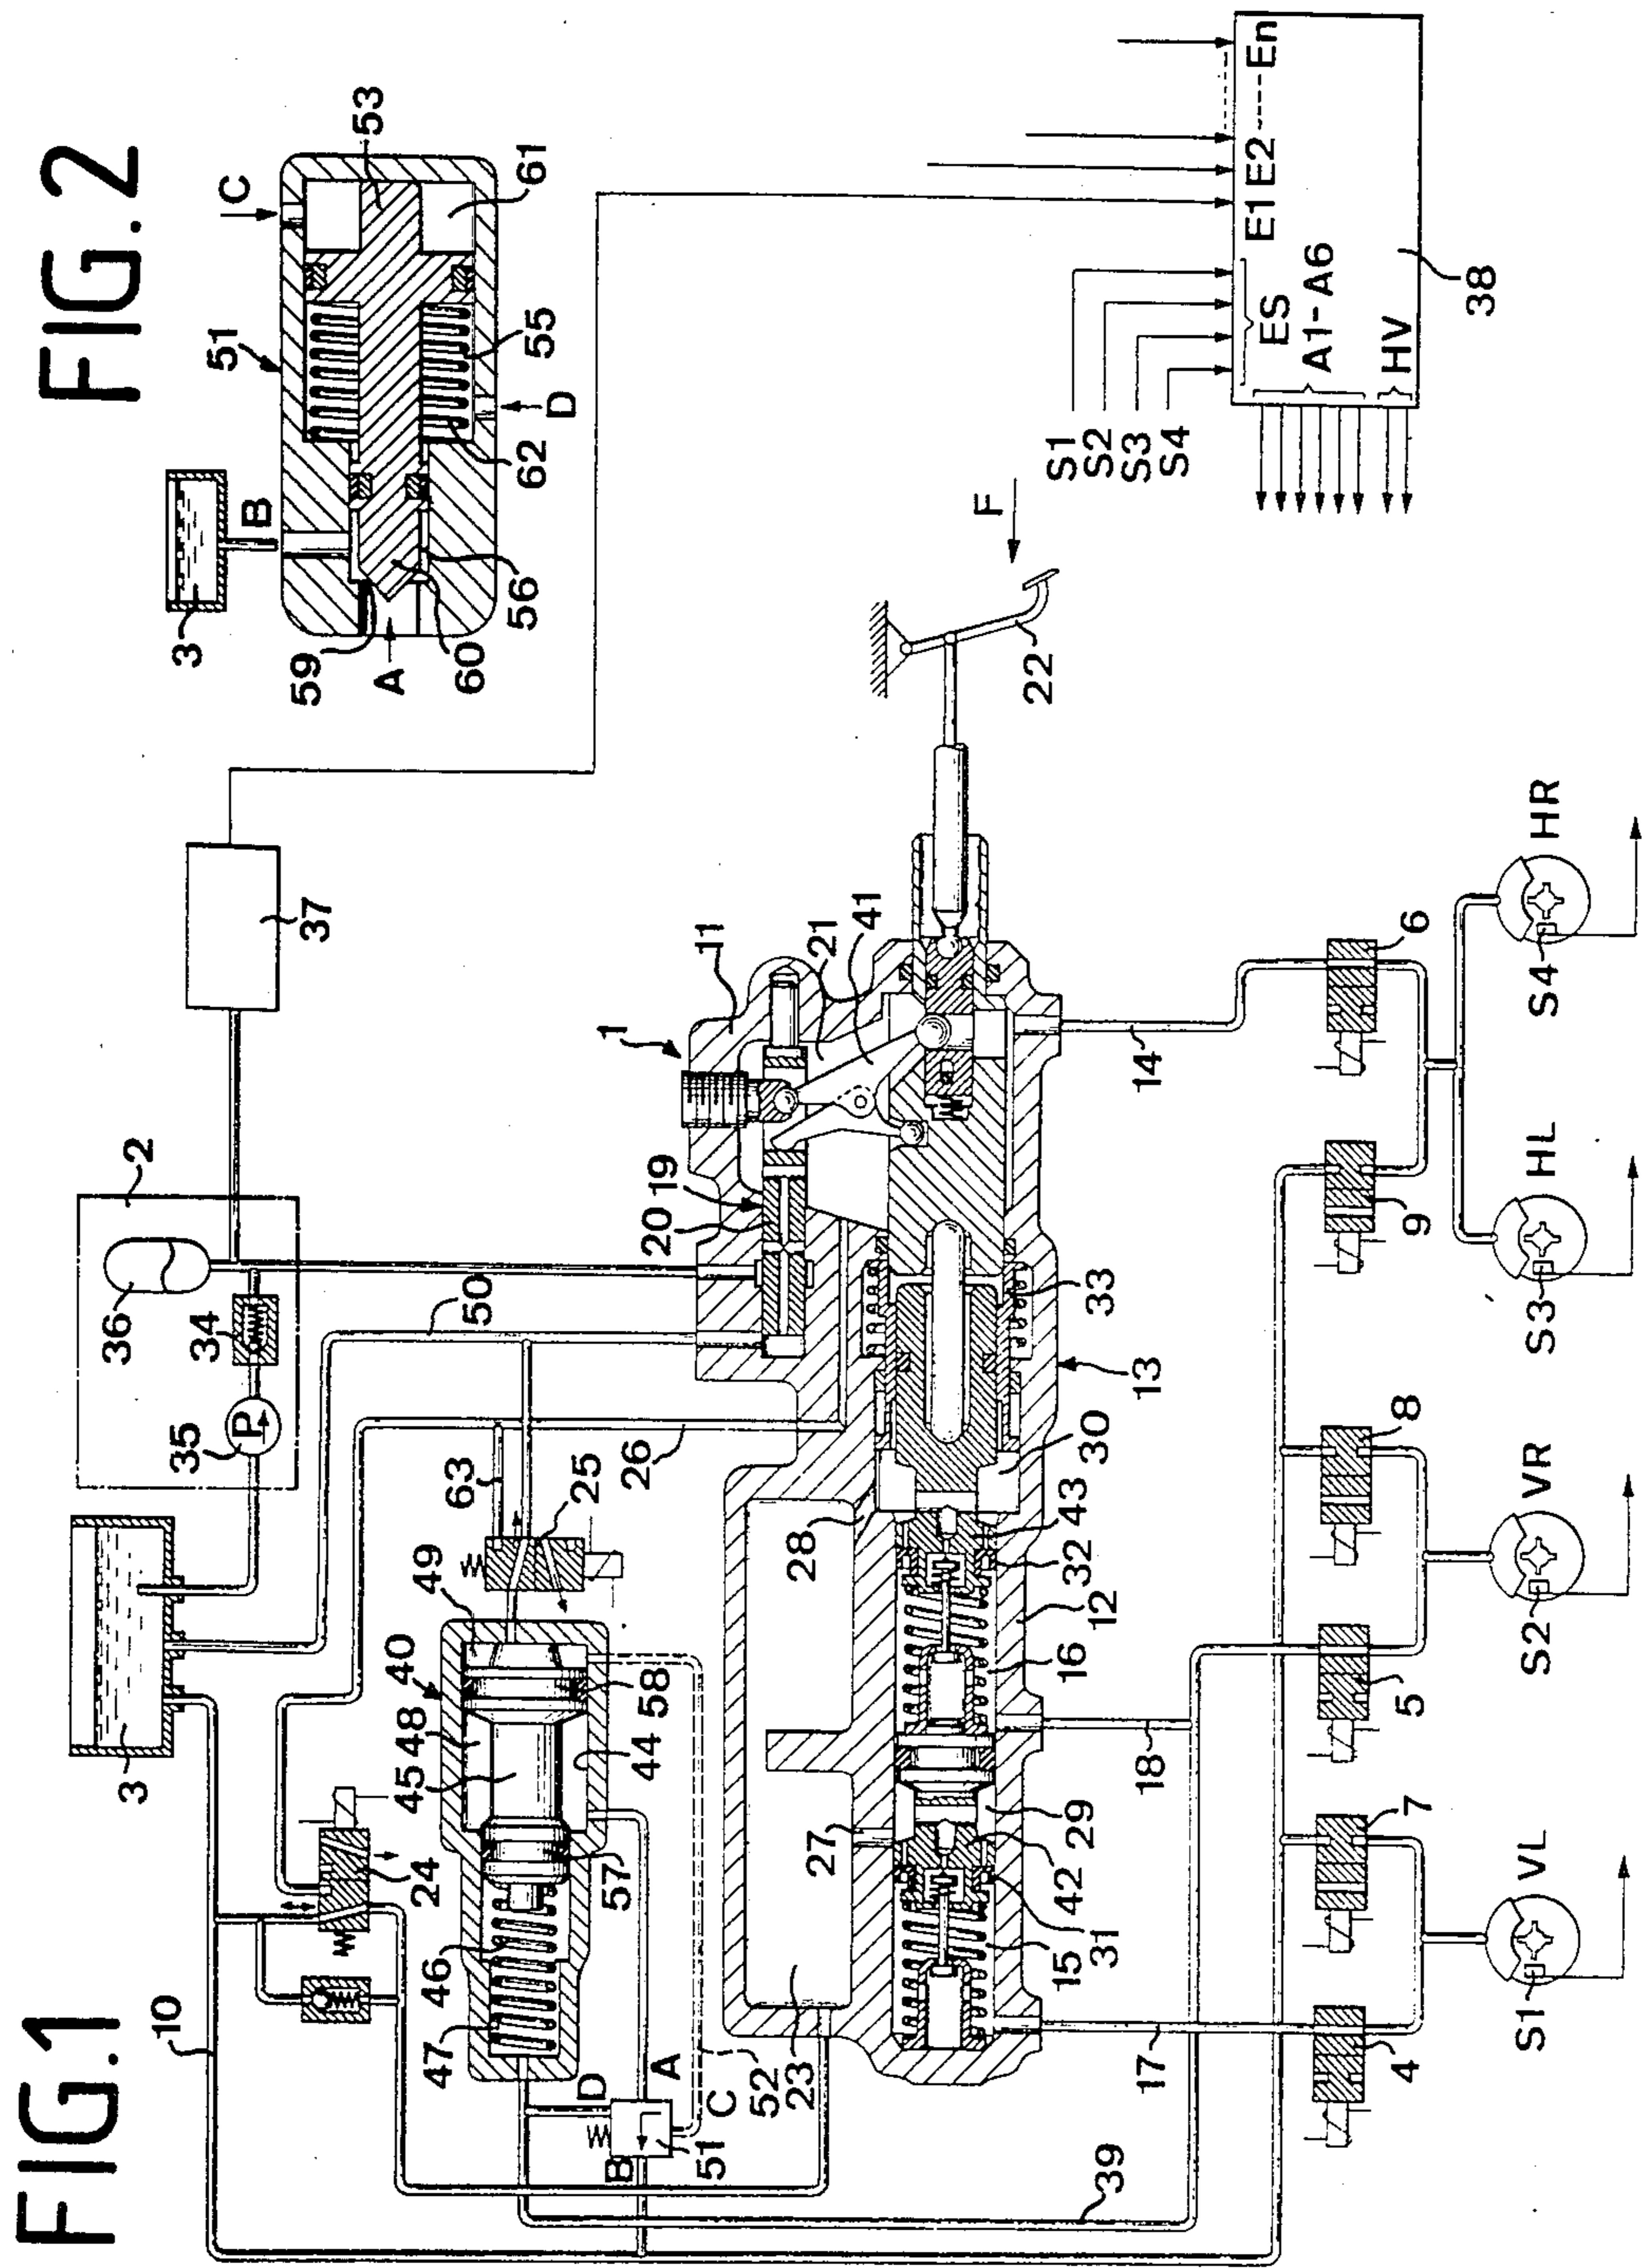 FIG.1
10
3
35
P
34
36
2
37
50
24
63
25
26
40
49
48
45
58
44
46
47
57
D
B
A
C
51
52
23
39
28
27
1
11
19
20
21
41
22
F
33
13
30
43
32
12
16
29
42
31
15
14
18
17
4
7
5
8
9
6
S1
VL
S2
VR
S3
HL
S4
HR
FIG.2
3
B
51
C
53
61
55
D
62
56
60
A
59
S1
S2
S3
S4
E1 E2 En
ES
A1-A6
HV
38